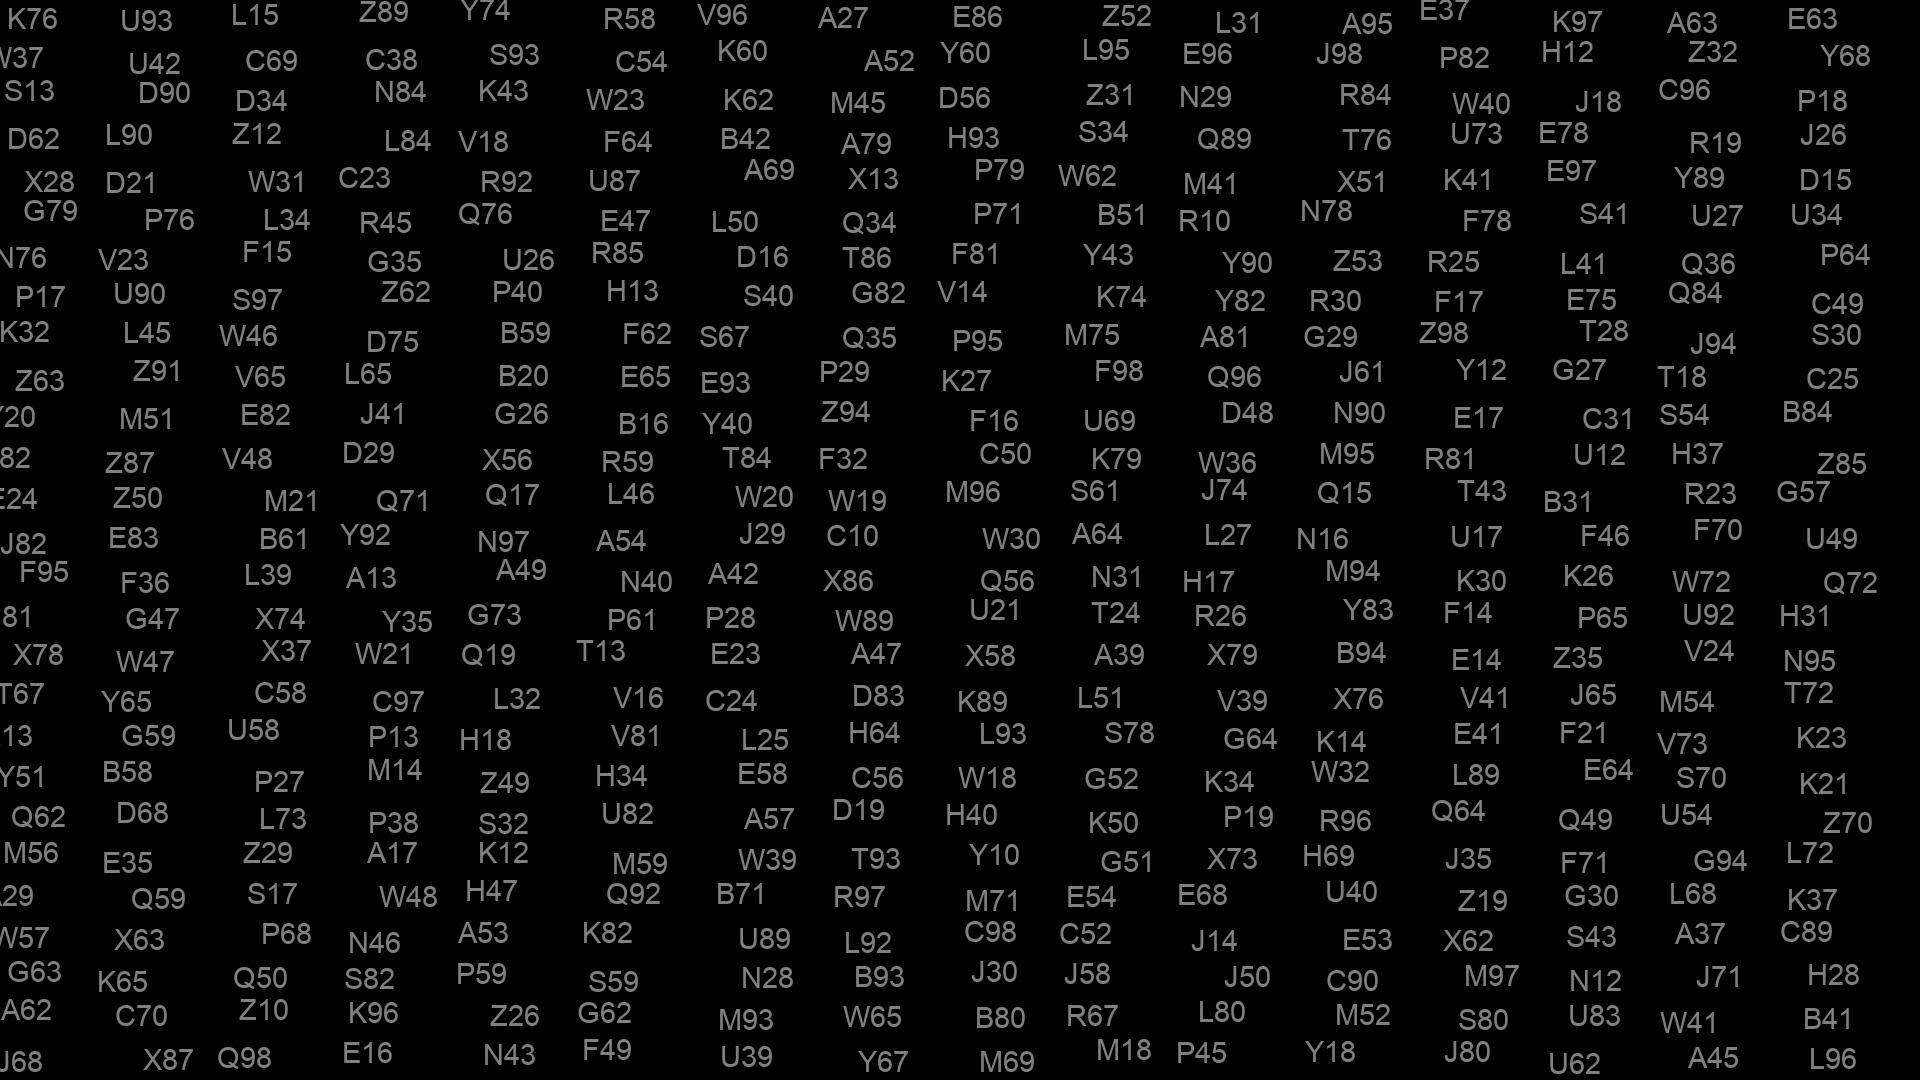 K76 U93 L15 Z89 Y74 R58 V96 A27 E86 Z52 L31 A95 E37 K97 A63 E63
W37 U42 C69 C38 S93 C54 K60 A52 Y60 L95 E96 J98 P82 H12 Z32 Y68
S13 D90 D34 N84 K43 W23 K62 M45 D56 Z31 N29 R84 W40 J18 C96 P18
D62 L90 Z12 L84 V18 F64 B42 A79 H93 S34 Q89 T76 U73 E78 R19 J26
X28 D21 W31 C23 R92 U87 A69 X13 P79 W62 M41 X51 K41 E97 Y89 D15
G79 P76 L34 R45 Q76 E47 L50 Q34 P71 B51 R10 N78 F78 S41 U27 U34
N76 V23 F15 G35 U26 R85 D16 T86 F81 Y43 Y90 Z53 R25 L41 Q36 P64
P17 U90 S97 Z62 P40 H13 S40 G82 V14 K74 Y82 R30 F17 E75 Q84 C49
K32 L45 W46 D75 B59 F62 S67 Q35 P95 M75 A81 G29 Z98 T28 J94 S30
Z63 Z91 V65 L65 B20 E65 E93 P29 K27 F98 Q96 J61 Y12 G27 T18 C25
Y20 M51 E82 J41 G26 B16 Y40 Z94 F16 U69 D48 N90 E17 C31 S54 B84
82 Z87 V48 D29 X56 R59 T84 F32 C50 K79 W36 M95 R81 U12 H37 Z85
E24 Z50 M21 Q71 Q17 L46 W20 W19 M96 S61 J74 Q15 T43 B31 R23 G57
J82 E83 B61 Y92 N97 A54 J29 C10 W30 A64 L27 N16 U17 F46 F70 U49
F95 F36 L39 A13 A49 N40 A42 X86 Q56 N31 H17 M94 K30 K26 W72 Q72
81 G47 X74 Y35 G73 P61 P28 W89 U21 T24 R26 Y83 F14 P65 U92 H31
X78 W47 X37 W21 Q19 T13 E23 A47 X58 A39 X79 B94 E14 Z35 V24 N95
T67 Y65 C58 C97 L32 V16 C24 D83 K89 L51 V39 X76 V41 J65 M54 T72
13 G59 U58 P13 H18 V81 L25 H64 L93 S78 G64 K14 E41 F21 V73 K23
Y51 B58 P27 M14 Z49 H34 E58 C56 W18 G52 K34 W32 L89 E64 S70 K21
Q62 D68 L73 P38 S32 U82 A57 D19 H40 K50 P19 R96 Q64 Q49 U54 Z70
M56 E35 Z29 A17 K12 M59 W39 T93 Y10 G51 X73 H69 J35 F71 G94 L72
29 Q59 S17 W48 H47 Q92 B71 R97 M71 E54 E68 U40 Z19 G30 L68 K37
W57 X63 P68 N46 A53 K82 U89 L92 C98 C52 J14 E53 X62 S43 A37 C89
G63 K65 Q50 S82 P59 S59 N28 B93 J30 J58 J50 C90 M97 N12 J71 H28
A62 C70 Z10 K96 Z26 G62 M93 W65 B80 R67 L80 M52 S80 U83 W41 B41
J68 X87 Q98 E16 N43 F49 U39 Y67 M69 M18 P45 Y18 J80 U62 A45 L96